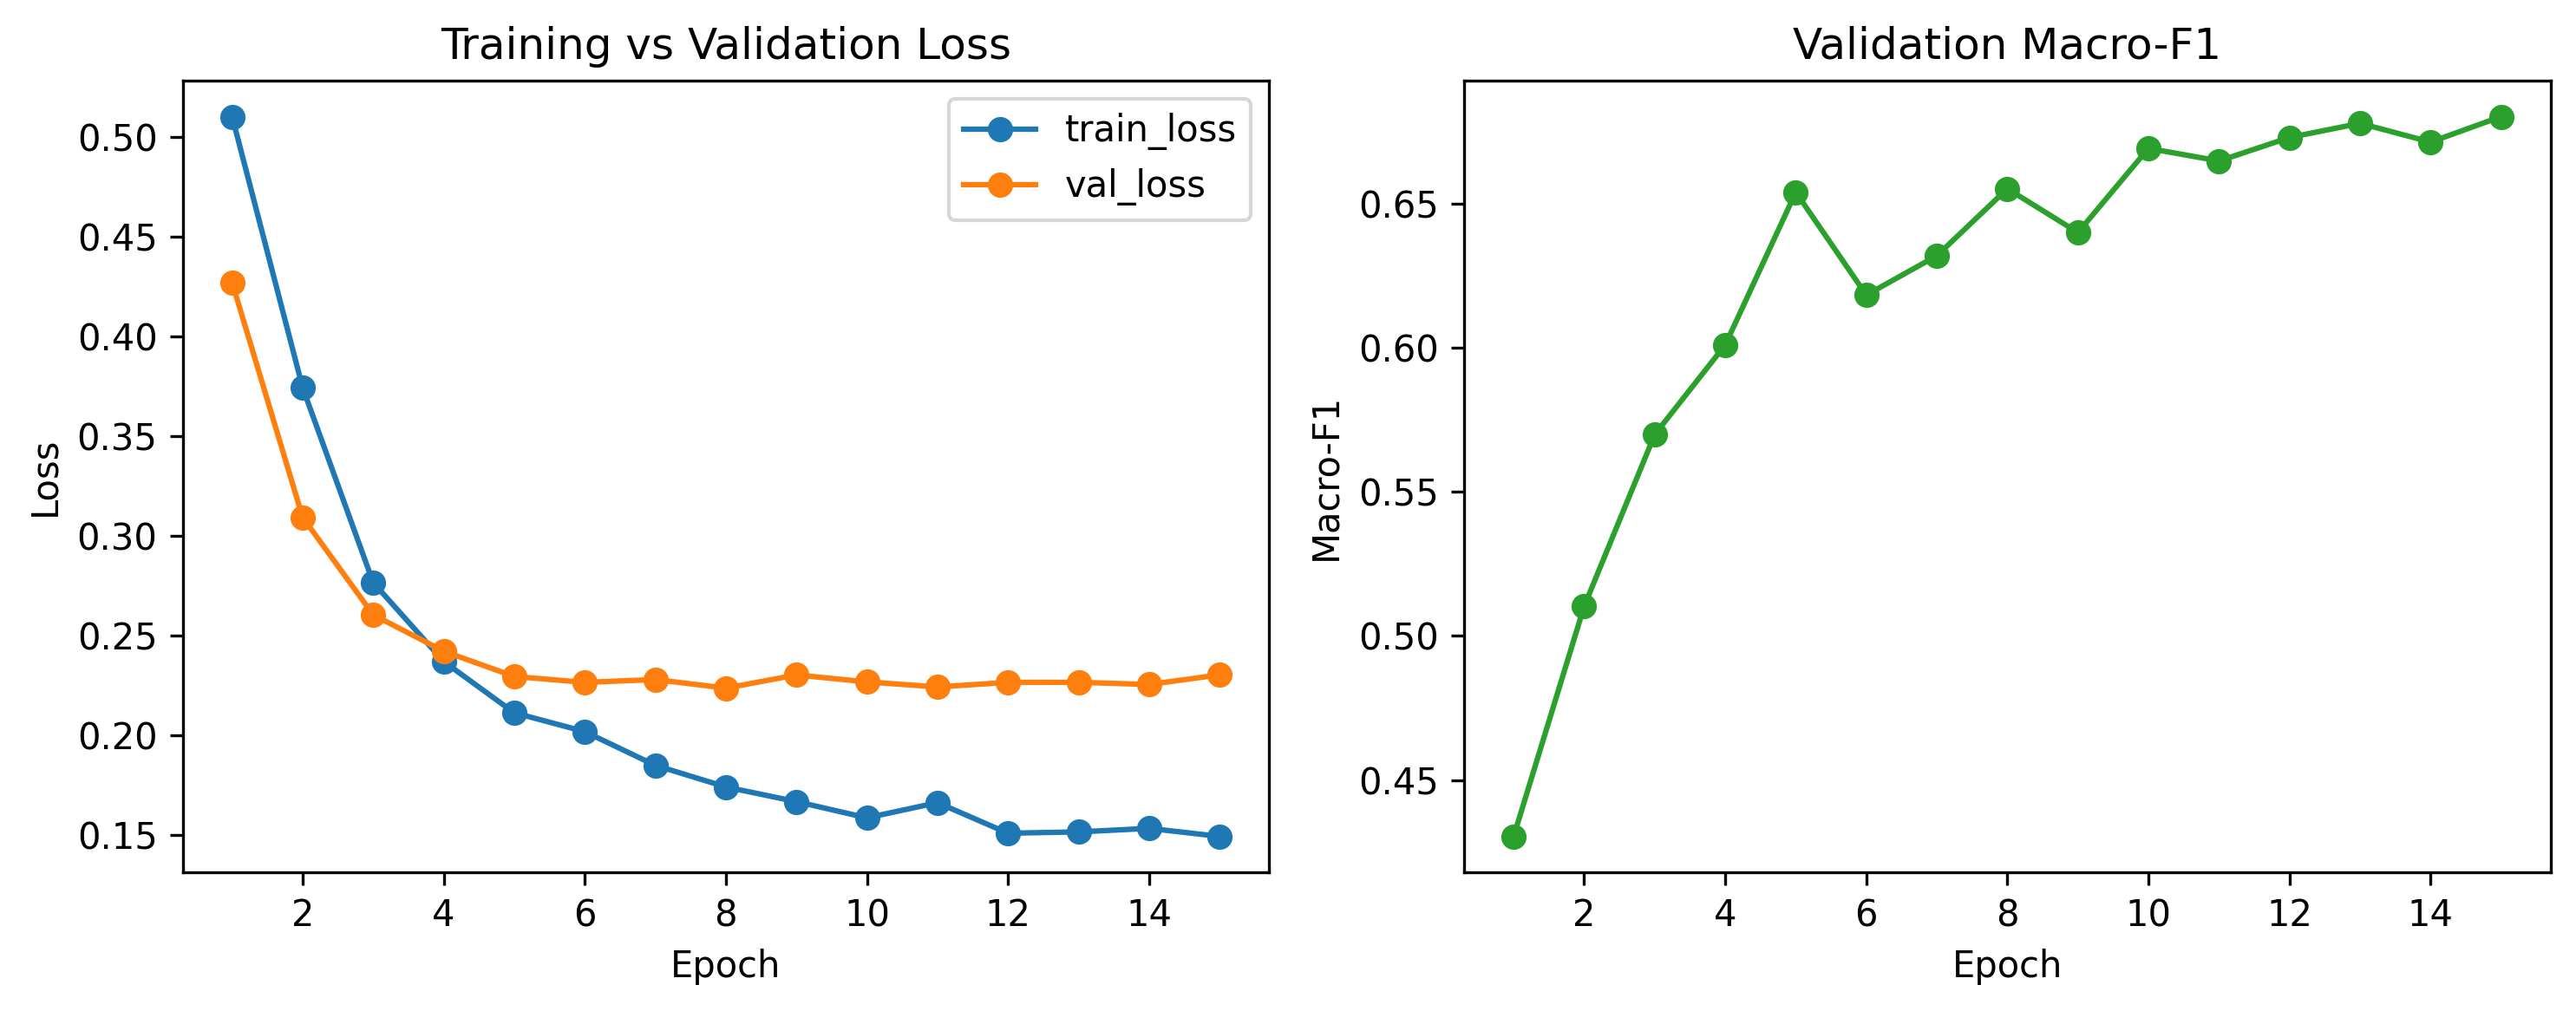 Training vs Validation Loss
train_loss
val_loss
0.50
0.45
0.40
0.35
0.30
0.25
0.20
0.15
Loss
2 4 6 8 10 12 14
Epoch
Validation Macro-F1
0.65
0.60
0.55
0.50
0.45
Macro-F1
2 4 6 8 10 12 14
Epoch